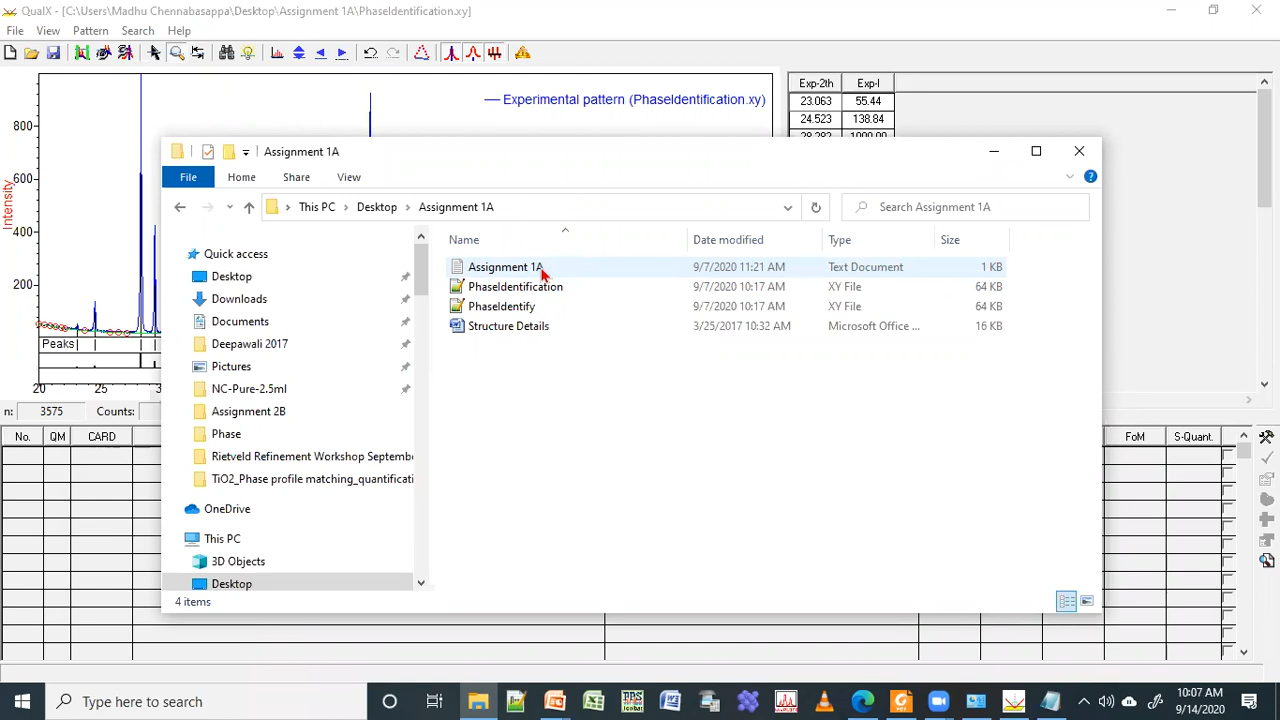 QualX - [C:\Users\Madhu Chennabasappa\Desktop\Assignment 1A\PhaseIdentification.xy]
File View Pattern Search Help
Experimental pattern (PhaseIdentification.xy)
Exp-2th Exp-I
23.063 55.44
24.523 138.84
28.282 1000.00
Intensity
800
600
400
200
Peaks
20 25
n: 3575 Counts:
No. QM CARD FoM S-Quant.
Assignment 1A
File Home Share View
This PC Desktop Assignment 1A
Search Assignment 1A
Name Date modified Type Size
Assignment 1A 9/7/2020 11:21 AM Text Document 1 KB
PhaseIdentification 9/7/2020 10:17 AM XY File 64 KB
PhaseIdentify 9/7/2020 10:17 AM XY File 64 KB
Structure Details 3/25/2017 10:32 AM Microsoft Office ... 16 KB
Quick access
Desktop
Downloads
Documents
Deepawali 2017
Pictures
NC-Pure-2.5ml
Assignment 2B
Phase
Rietveld Refinement Workshop Septembe
TiO2_Phase profile matching_quantificati
OneDrive
This PC
3D Objects
Desktop
4 items
Type here to search
10:07 AM
9/14/2020